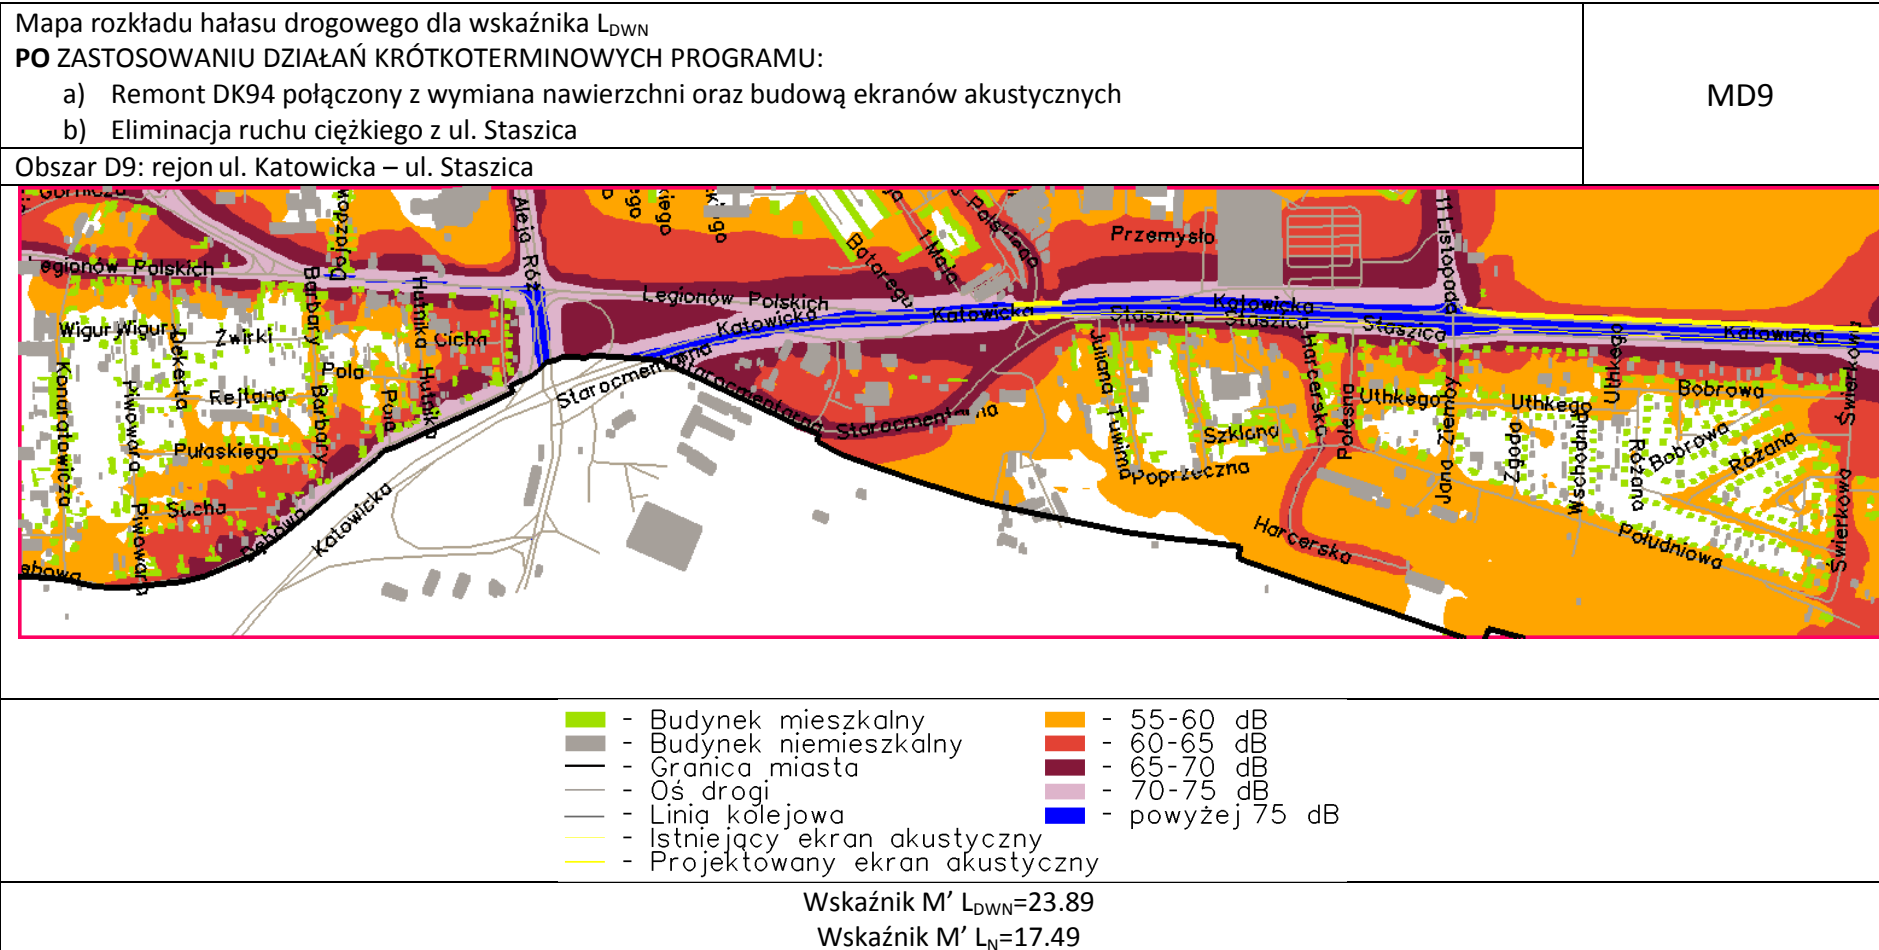 Mapa rozkładu hałasu drogowego dla wskaźnika LDWN
PO ZASTOSOWANIU DZIAŁAŃ KRÓTKOTERMINOWYCH PROGRAMU:
a) Remont DK94 połączony z wymiana nawierzchni oraz budową ekranów akustycznych
b) Eliminacja ruchu ciężkiego z ul. Staszica
MD9
Obszar D9: rejon ul. Katowicka – ul. Staszica
Aleja Róż
1 Maja
Batorego
Przemysło
11 Listopada
Legionów Polskich
Barbary
Hutnika
Legionów Polskich
Katowicka
Katowicka
Katowicka
Katowicka
Staszica
Staszica
Staszica
Wigury
Wigury
Żwirki
Cicha
Dekerta
Pola
Rejtana
Piwowara
Konaratowicza
Barbary
Pola
Hutnika
Pułaskiego
Sucha
Piwowara
Dębowa
Katowicka
Starocmentarna
Starocmentarna
Starocmentarna
Juliana Tuwima
Szklana
Poprzeczna
Harcerska
Polesna
Harcerska
Uthkego
Jana Ziemby
Uthkego
Uthkego
Zgoda
Wschodnia
Bobrowa
Bobrowa
Różana
Różana
Południowa
Świerkowa
Świerkowa
- Budynek mieszkalny
- Budynek niemieszkalny
- Granica miasta
- Oś drogi
- Linia kolejowa
- Istniejący ekran akustyczny
- Projektowany ekran akustyczny
- 55-60 dB
- 60-65 dB
- 65-70 dB
- 70-75 dB
- powyżej 75 dB
Wskaźnik M' LDWN=23.89
Wskaźnik M' LN=17.49